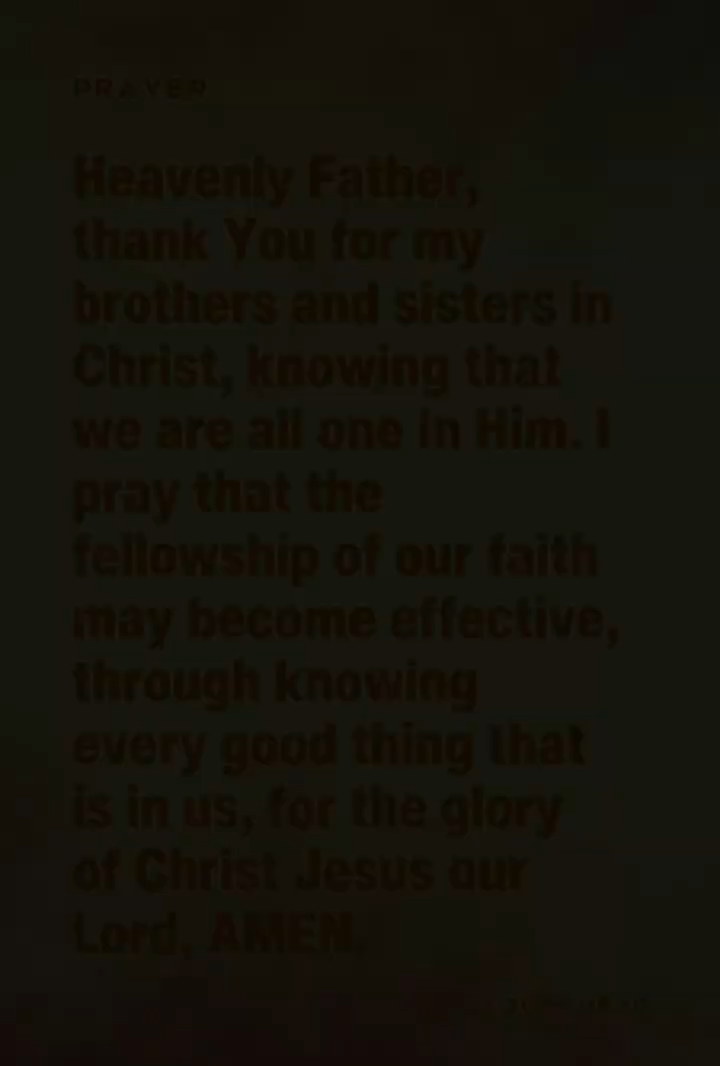 PRAYER
Heavenly Father,
thank You for my
brothers and sisters in
Christ, knowing that
we are all one in Him. I
pray that the
fellowship of our faith
may become effective,
through knowing
every good thing that
is in us, for the glory
of Christ Jesus our
Lord, AMEN.